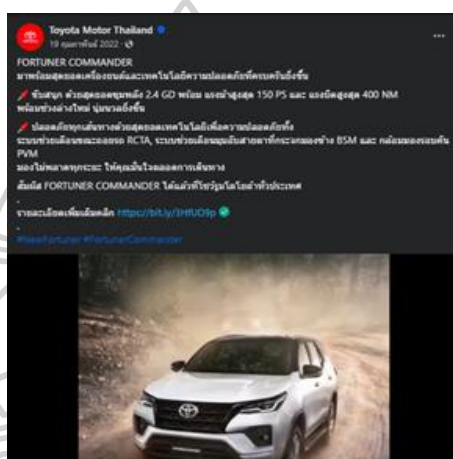 Toyota Motor Thailand
19 กุมภาพันธ์ 2022
FORTUNER COMMANDER
มาพร้อมสุดยอดเครื่องยนต์และเทคโนโลยีความปลอดภัยที่ครบครันยิ่งขึ้น
ขับสนุก ด้วยสุดยอดขุมพลัง 2.4 GD พร้อม แรงม้าสูงสุด 150 PS และ แรงบิดสูงสุด 400 NM
พร้อมช่วงล่างใหม่ นุ่มนวลยิ่งขึ้น
ปลอดภัยทุกเส้นทางด้วยสุดยอดเทคโนโลยีเพื่อความปลอดภัยทั้ง
ระบบช่วยเตือนขณะถอยรถ RCTA, ระบบช่วยเตือนมุมอับสายตาที่กระจกมองข้าง BSM และ กล้องมองรอบคัน
PVM
มองไม่พลาดทุกระยะ ให้คุณมั่นใจตลอดการเดินทาง
สัมผัส FORTUNER COMMANDER ได้แล้วที่โชว์รูมโตโยต้าทั่วประเทศ
.
รายละเอียดเพิ่มเติมคลิก https://bit.ly/3HfUO9p
.
#NewFortuner #FortunerCommander